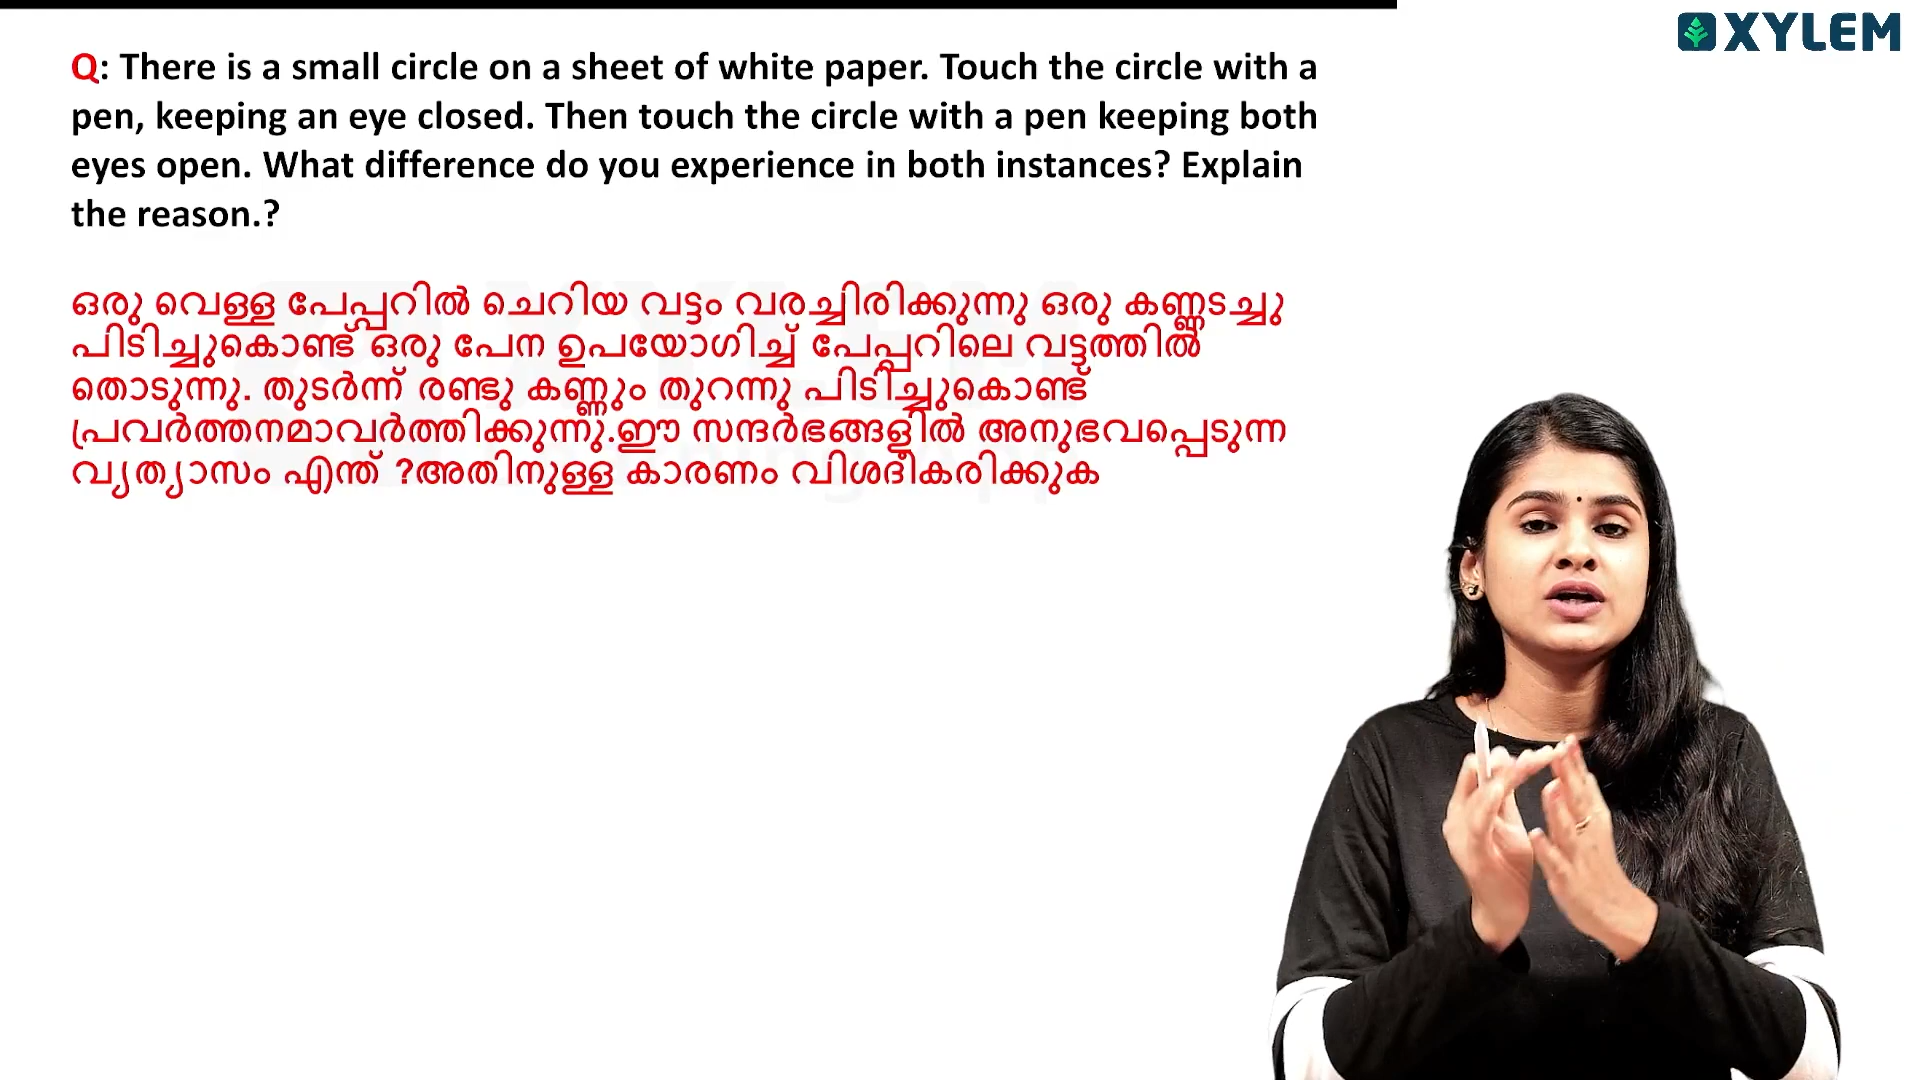 XYLEM
Q: There is a small circle on a sheet of white paper. Touch the circle with a
pen, keeping an eye closed. Then touch the circle with a pen keeping both
eyes open. What difference do you experience in both instances? Explain
the reason.?
ഒരു വെള്ള പേപ്പറിൽ ചെറിയ വട്ടം വരച്ചിരിക്കുന്നു ഒരു കണ്ണടച്ചു
പിടിച്ചുകൊണ്ട് ഒരു പേന ഉപയോഗിച്ച് പേപ്പറിലെ വട്ടത്തിൽ
തൊടുന്നു. തുടർന്ന് രണ്ടു കണ്ണും തുറന്നു പിടിച്ചുകൊണ്ട്
പ്രവർത്തനമാവർത്തിക്കുന്നു.ഈ സന്ദർഭങ്ങളിൽ അനുഭവപ്പെടുന്ന
വ്യത്യാസം എന്ത് ?അതിനുള്ള കാരണം വിശദീകരിക്കുക